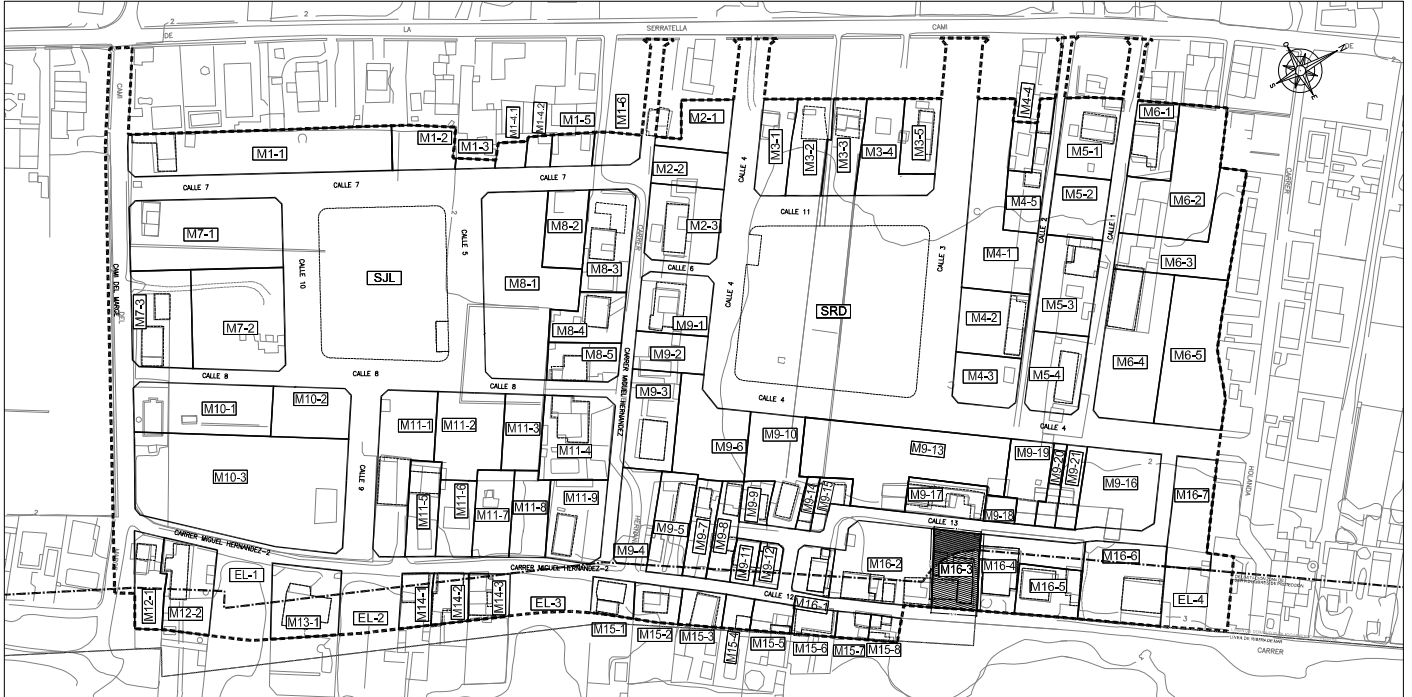 2
2
DE
LA
SERRATELLA
CAMI
DE
N
O
S
E
CAMI
M1-1
M1-2
M1-3
M1-4.1
M1-4.2
M1-5
M1-6
M2-1
M3-1
M3-2
M3-3
M3-4
M3-5
M4-4
M5-1
M6-1
CALLE 7
CALLE 7
CALLE 7
M2-2
CALLE 4
CALLE 11
M4-5
M5-2
M6-2
CARRER
M7-1
2
CALLE 5
M8-2
M2-3
CALLE 2
CALLE 1
CARRER
CALLE 10
SJL
M8-1
M8-3
CALLE 6
CALLE 4
CALLE 3
M4-1
M6-3
CAMI DEL MARGE
DEL
M7-3
M7-2
M8-4
M9-1
SRD
M4-2
M5-3
M8-5
M9-2
M6-4
M6-5
CALLE 8
CALLE 8
CALLE 8
CARRER MIGUEL HERNANDEZ
M9-3
M4-3
M5-4
CALLE 4
CALLE 4
M10-1
M10-2
M11-1
M11-2
M11-3
M11-4
M9-6
M9-10
M9-13
M9-19
M9-20
M9-21
2
HOLANDA
M10-3
CALLE 9
M11-5
M11-6
M11-7
M11-8
M11-9
M9-5
M9-7
M9-8
M9-9
M9-14
M9-15
M9-17
M9-18
M9-16
M16-7
2
CALLE 13
CARRER MIGUEL HERNANDEZ-2
HERNAN
M9-4
M9-11
M9-12
M16-2
M16-3
M16-4
M16-5
M16-6
CARRER MIGUEL HERNANDEZ-2
EL-1
CALLE 12
M12-1
M12-2
M13-1
EL-2
M14-1
M14-2
M14-3
EL-3
M16-1
EL-4
M15-1
M15-2
M15-3
M15-4
M15-5
M15-6
M15-7
M15-8
3
CARRER